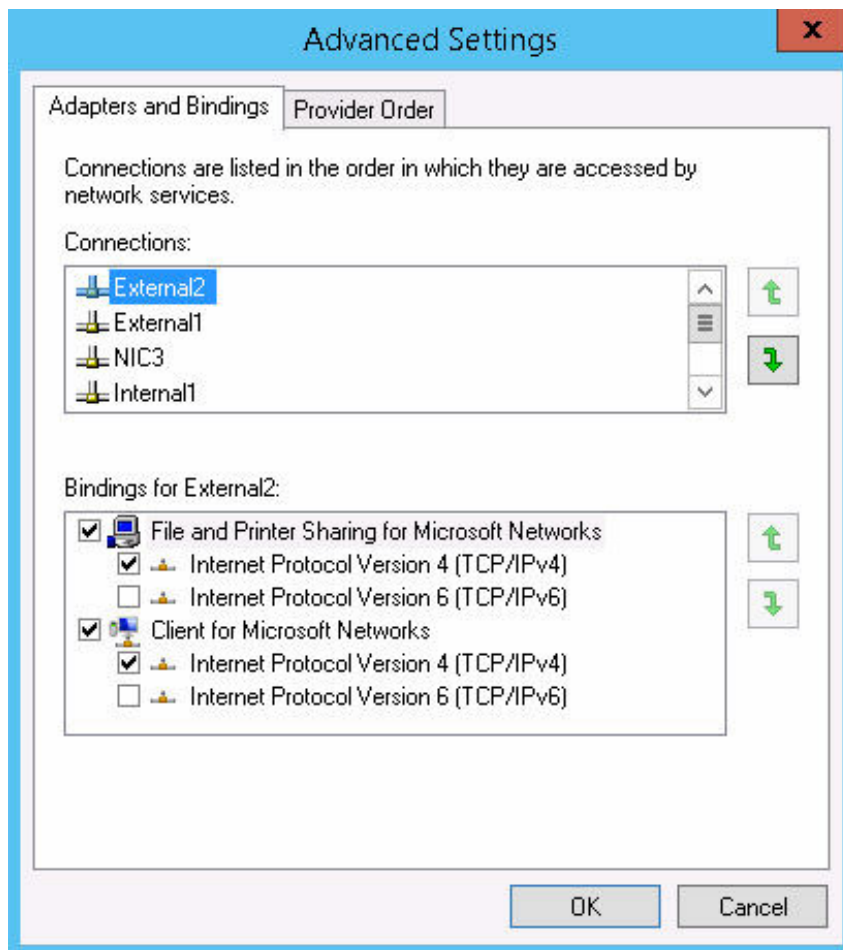 Advanced Settings
x
Adapters and Bindings
Provider Order
Connections are listed in the order in which they are accessed by
network services.
Connections:
External2
External1
NIC3
Internal1
Bindings for External2:
File and Printer Sharing for Microsoft Networks
Internet Protocol Version 4 (TCP/IPv4)
Internet Protocol Version 6 (TCP/IPv6)
Client for Microsoft Networks
Internet Protocol Version 4 (TCP/IPv4)
Internet Protocol Version 6 (TCP/IPv6)
OK
Cancel